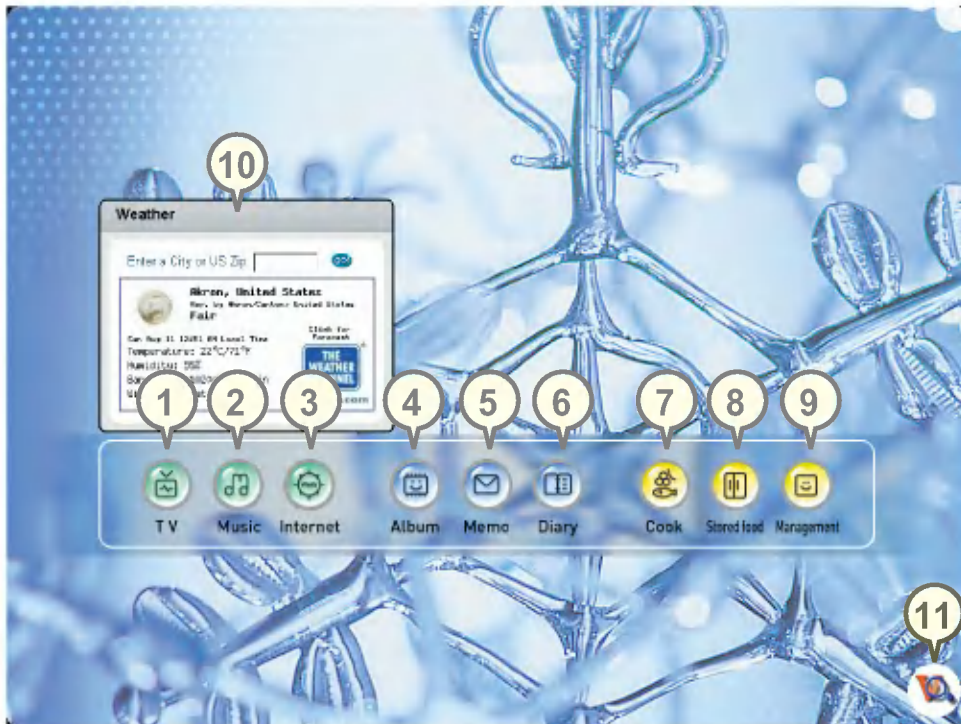 10
Weather
Enter a City or US Zip
go!
Akron, United States
Fair
Click for
Forecast
Temperature: 22°C/71°F
Humidity:
THE
WEATHER
1 2 3 4 5 6 7 8 9
TV Music Internet Album Memo Diary Cook Stored food Management
11